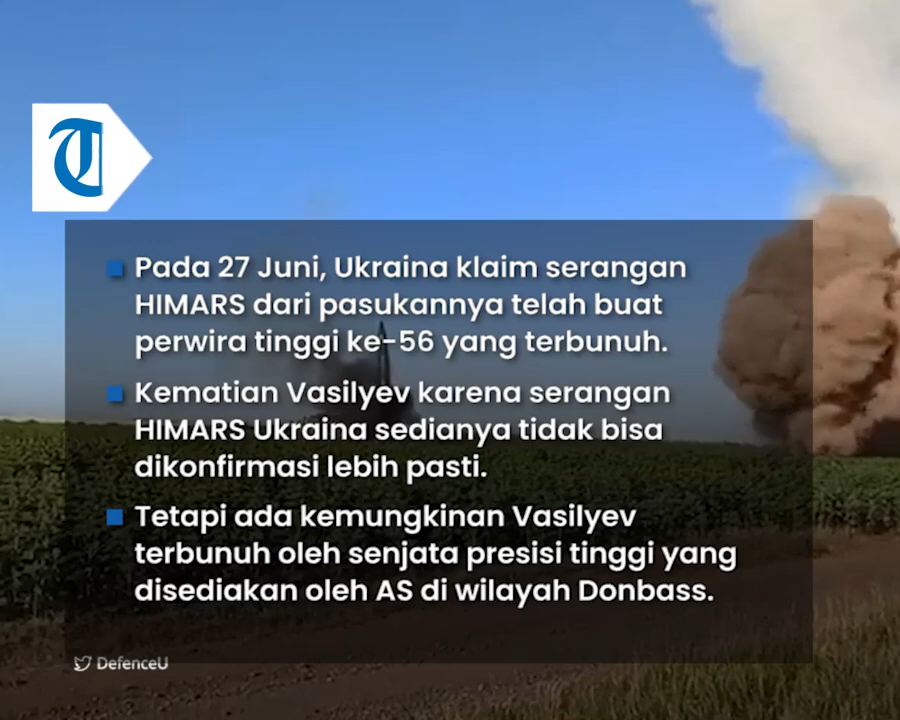 T
Pada 27 Juni, Ukraina klaim serangan
HIMARS dari pasukannya telah buat
perwira tinggi ke-56 yang terbunuh.
Kematian Vasilyev karena serangan
HIMARS Ukraina sedianya tidak bisa
dikonfirmasi lebih pasti.
Tetapi ada kemungkinan Vasilyev
terbunuh oleh senjata presisi tinggi yang
disediakan oleh AS di wilayah Donbass.
DefenceU